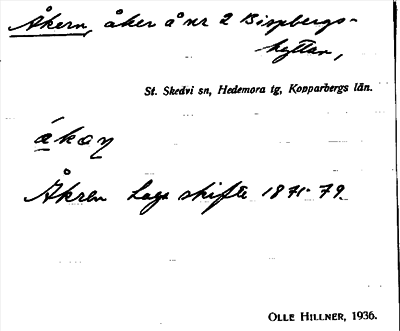 Åkern, åker å nr 2 Bispbergs-
hyttan,
St. Skedvi sn, Hedemora tg, Kopparbergs län.
Åkren Laga skifte 1871-79.
OLLE HILLNER, 1936.